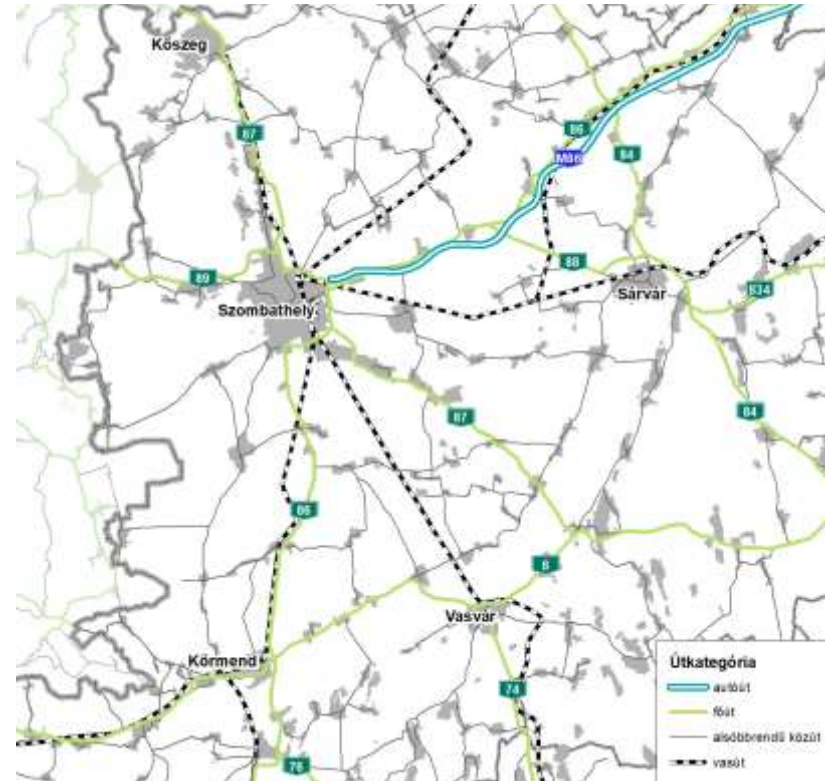 Kőszeg
87
86
M86
84
89
88
Szombathely
Sárvár
834
87
84
86
8
Vasvár
Körmend
74
76
Útkategória
autóút
főút
alsóbbrendű közút
vasút